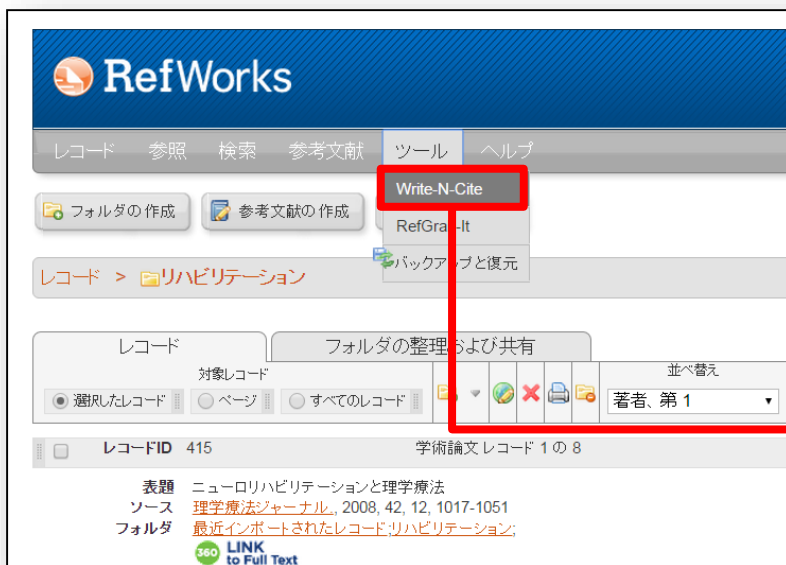 RefWorks
レコード 参照 検索 参考文献 ツール ヘルプ
Write-N-Cite
フォルダの作成 参考文献の作成
バックアップと復元
レコード > リハビリテーション
レコード フォルダの整理および共有
対象レコード 並べ替え
選択したレコード ページ すべてのレコード 著者、第 1
レコードID 415 学術論文 レコード 1 の 8
表題 ニューロリハビリテーションと理学療法
ソース 理学療法ジャーナル., 2008, 42, 12, 1017-1051
フォルダ 最近インポートされたレコード;リハビリテーション;
360 LINK
to Full Text